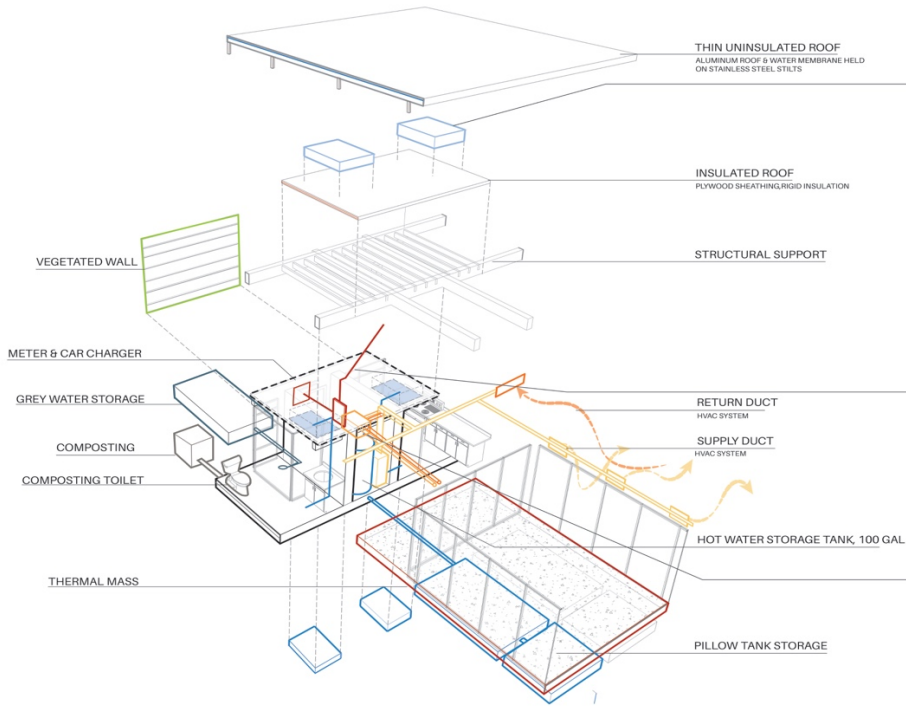 THIN UNINSULATED ROOF
ALUMINUM ROOF & WATER MEMBRANE HELD
ON STAINLESS STEEL STILTS
INSULATED ROOF
PLYWOOD SHEATHING,RIGID INSULATION
VEGETATED WALL
STRUCTURAL SUPPORT
METER & CAR CHARGER
GREY WATER STORAGE
RETURN DUCT
HVAC SYSTEM
COMPOSTING
SUPPLY DUCT
HVAC SYSTEM
COMPOSTING TOILET
HOT WATER STORAGE TANK, 100 GAL
THERMAL MASS
PILLOW TANK STORAGE